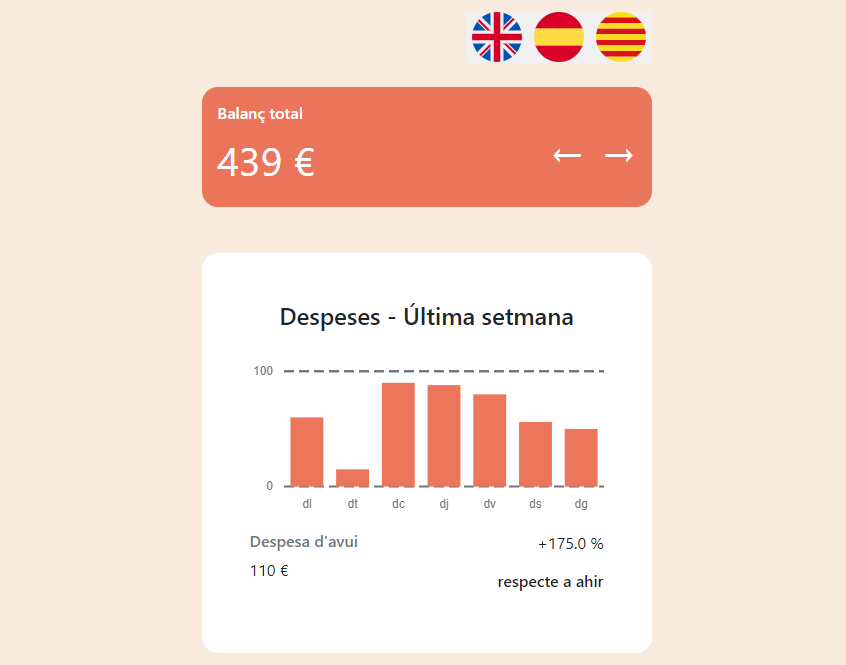 Balanç total
439 €
← →
Despeses - Última setmana
100
0
dl dt dc dj dv ds dg
Despesa d'avui
+175.0 %
110 €
respecte a ahir